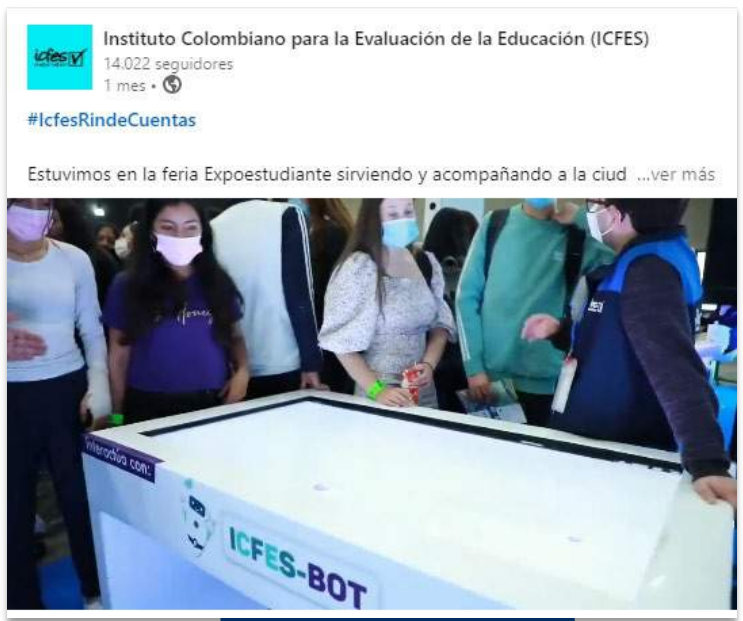 icfes
Instituto Colombiano para la Evaluación de la Educación (ICFES)
14.022 seguidores
1 mes •
#IcfesRindeCuentas
Estuvimos en la feria Expoestudiante sirviendo y acompañando a la ciud ...ver más
Interactúa con:
ICFES-BOT